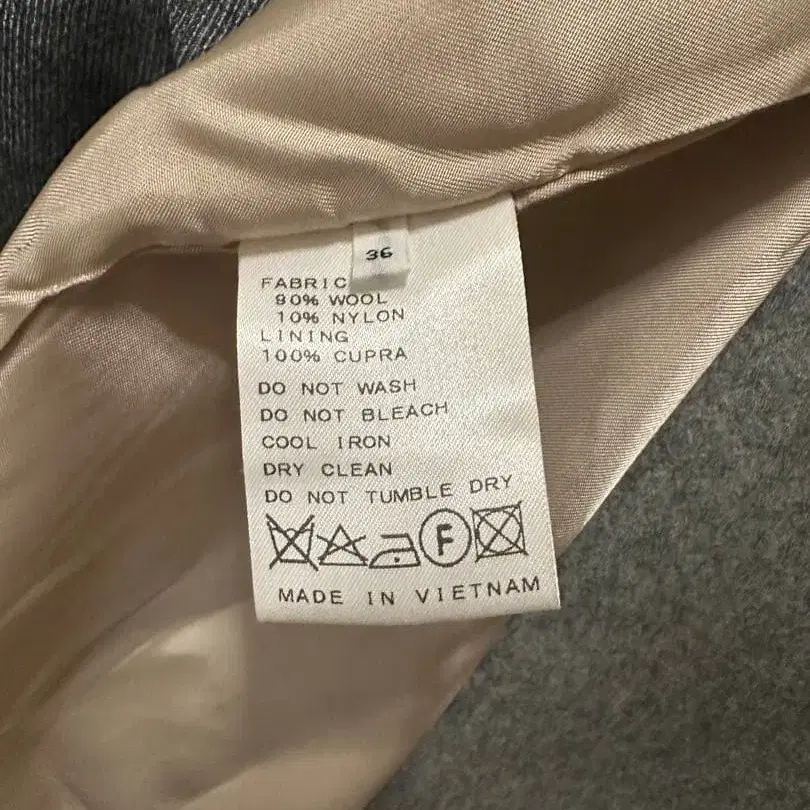 36
FABRIC
90% WOOL
10% NYLON
LINING
100% CUPRA
DO NOT WASH
DO NOT BLEACH
COOL IRON
DRY CLEAN
DO NOT TUMBLE DRY
F
MADE IN VIETNAM